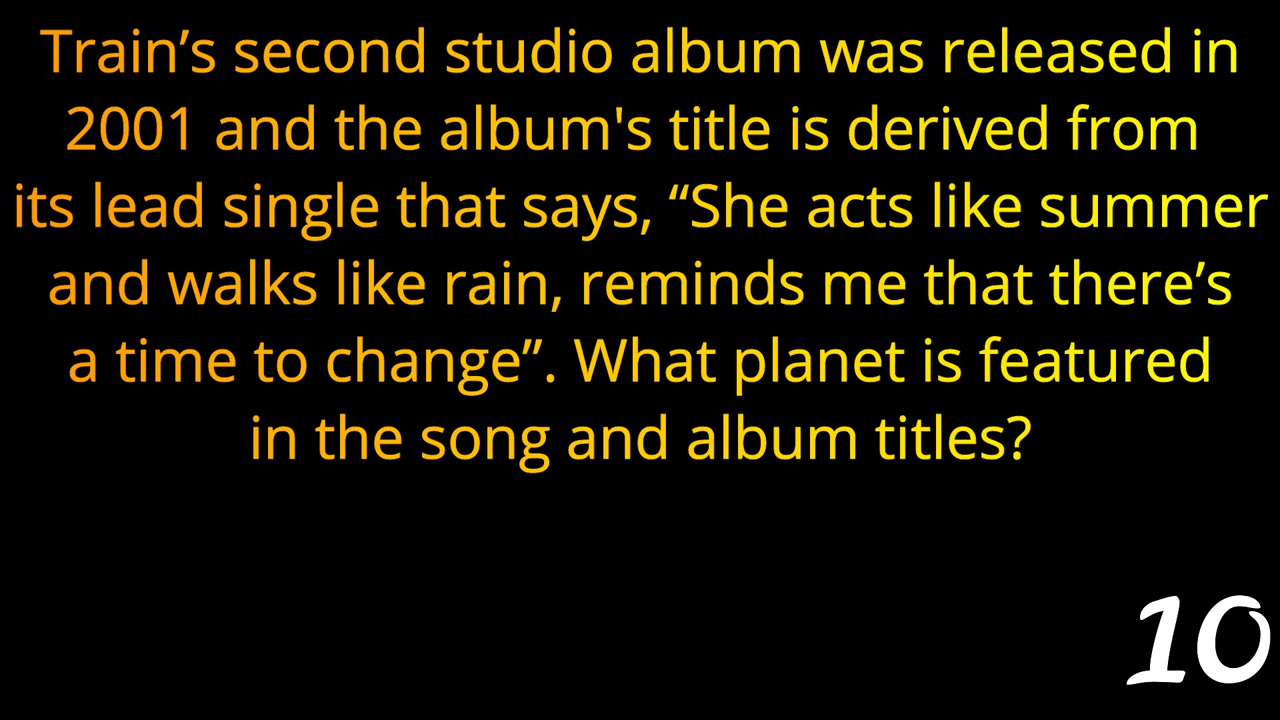 Train’s second studio album was released in
2001 and the album's title is derived from
its lead single that says, “She acts like summer
and walks like rain, reminds me that there’s
a time to change”. What planet is featured
in the song and album titles?
10